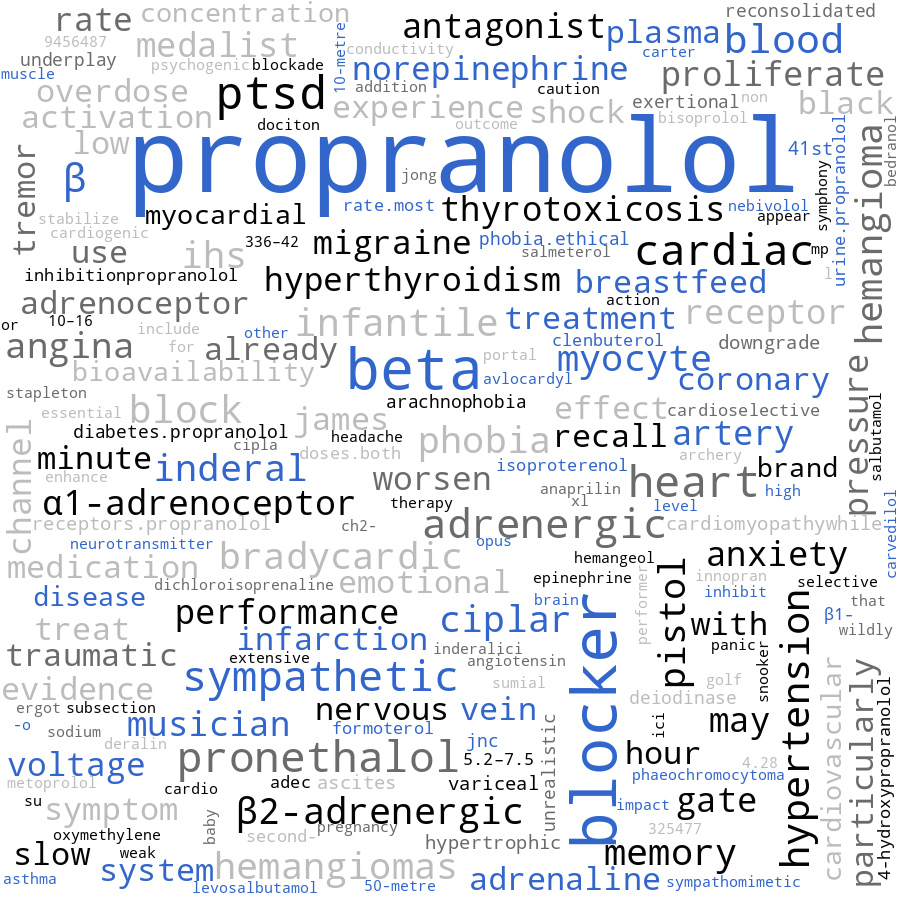 rate
concentration
antagonist
plasma
reconsolidated
9456487
underplay
medalist
10-metre
conductivity
carter
blood
muscle
psychogenic
blockade
norepinephrine
proliferate
overdose
ptsd
addition
caution
activation
experience
shock
exertional
non
black
dociton
outcome
bisoprolol
low
propranolol
41st
bedranol
tremor
β
jong
urine.propranolol
hemangioma
stabilize
myocardial
rate.most
thyrotoxicosis
nebivolol
appear
symphony
cardiogenic
use
ihs
336-42
migraine
phobia.ethical
salmeterol
cardiac
mp
inhibitionpropranolol
hyperthyroidism
breastfeed
l
adrenoceptor
action
or
10-16
include
other
infantile
treatment
receptor
angina
for
already
clenbuterol
downgrade
bioavailability
beta
portal
myocyte
avlocardyl
coronary
pressure
stapleton
arachnophobia
essential
block
james
effect
cardioselective
salbutamol
channel
diabetes.propranolol
headache
phobia
recall
artery
cipla
doses.both
archery
minute
inderal
isoproterenol
heart
brand
enhance
worsen
anaprilin
high
α1-adrenoceptor
therapy
xl
level
carvedilol
receptors.propranolol
ch2-
adrenergic
cardiomyopathywhile
neurotransmitter
opus
medication
bradycardic
hemangeol
anxiety
dichloroisoprenaline
emotional
epinephrine
performer
pistol
innopran
selective
disease
brain
blocker
inhibit
hypertension
that
performance
ciplar
β1-
treat
with
wildly
infarction
inderalici
panic
traumatic
extensive
angiotensin
snooker
sympathetic
sumial
golf
evidence
deiodinase
cardiovascular
particularly
4-hydroxypropranolol
ergot
subsection
nervous
vein
may
-o
musician
formoterol
ici
sodium
deralin
jnc
unrealistic
voltage
pronethalol
5.2-7.5
hour
4.28
metoprolol
cardio
adec
ascites
variceal
phaeochromocytoma
su
symptom
β2-adrenergic
impact
gate
oxymethylene
baby
second-
pregnancy
325477
slow
weak
hypertrophic
memory
asthma
system
hemangiomas
levosalbutamol
50-metre
adrenaline
sympathomimetic